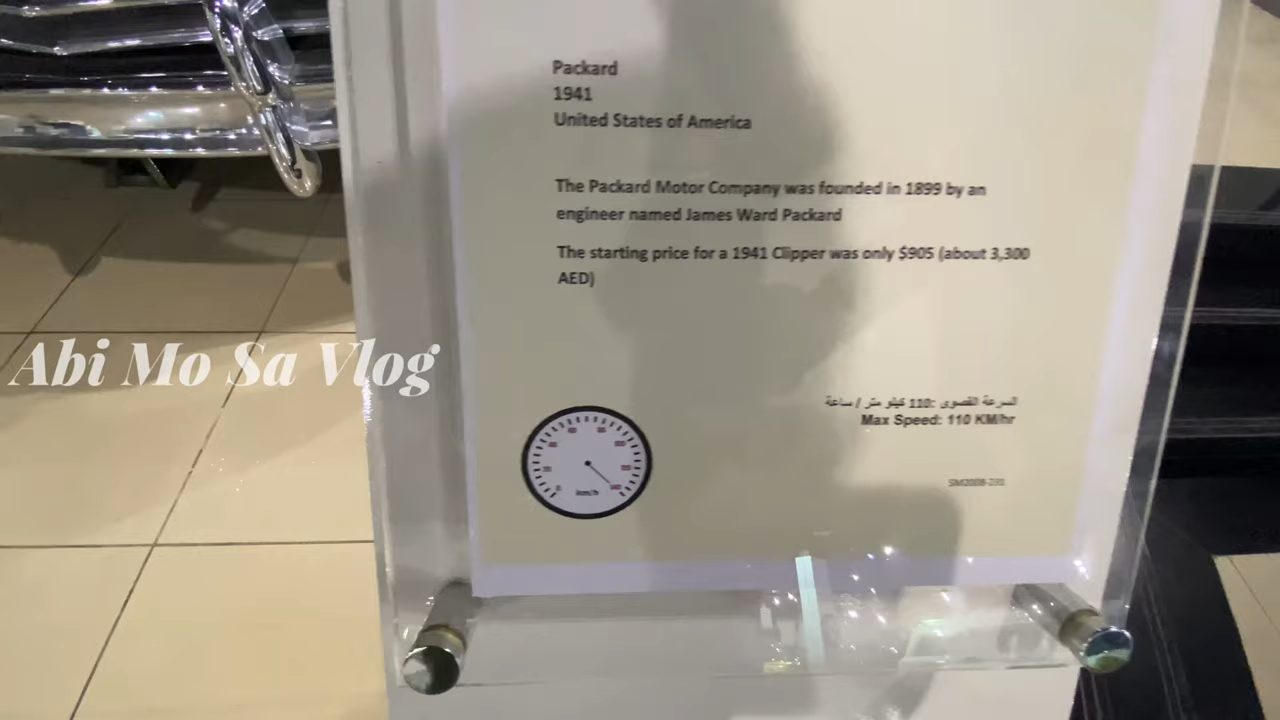 Packard
1941
United States of America
The Packard Motor Company was founded in 1899 by an
engineer named James Ward Packard
The starting price for a 1941 Clipper was only $905 (about 3,300
AED)
Abi Mo Sa Vlog
السرعة القصوى :110 كيلو متر / ساعة
Max Speed: 110 KM/hr
km/h